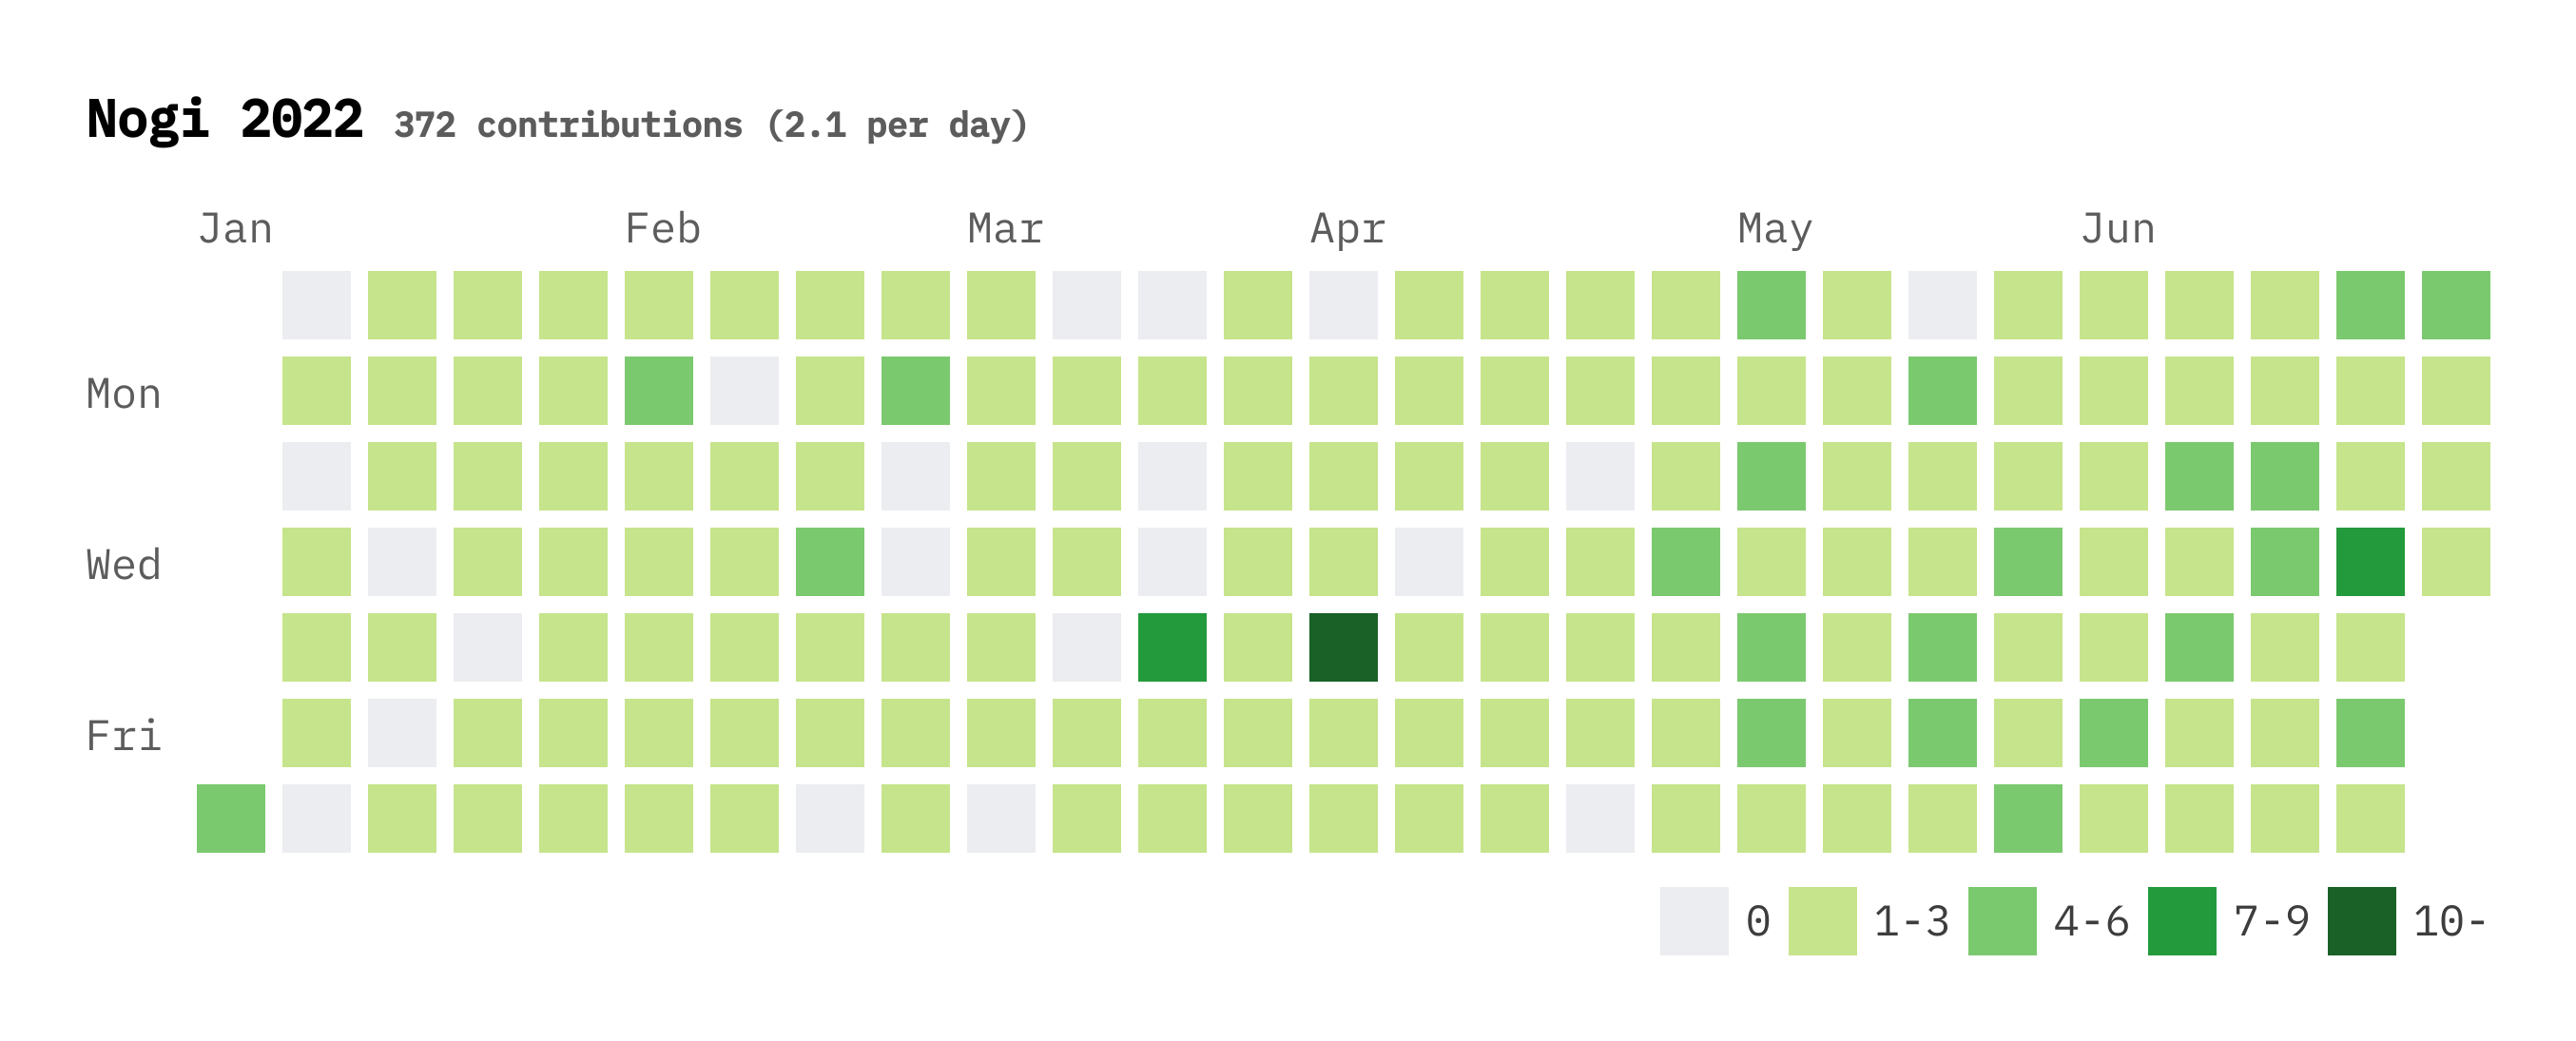 Nogi 2022 372 contributions (2.1 per day)
Jan Feb Mar Apr May Jun
Mon
Wed
Fri
0 1-3 4-6 7-9 10-